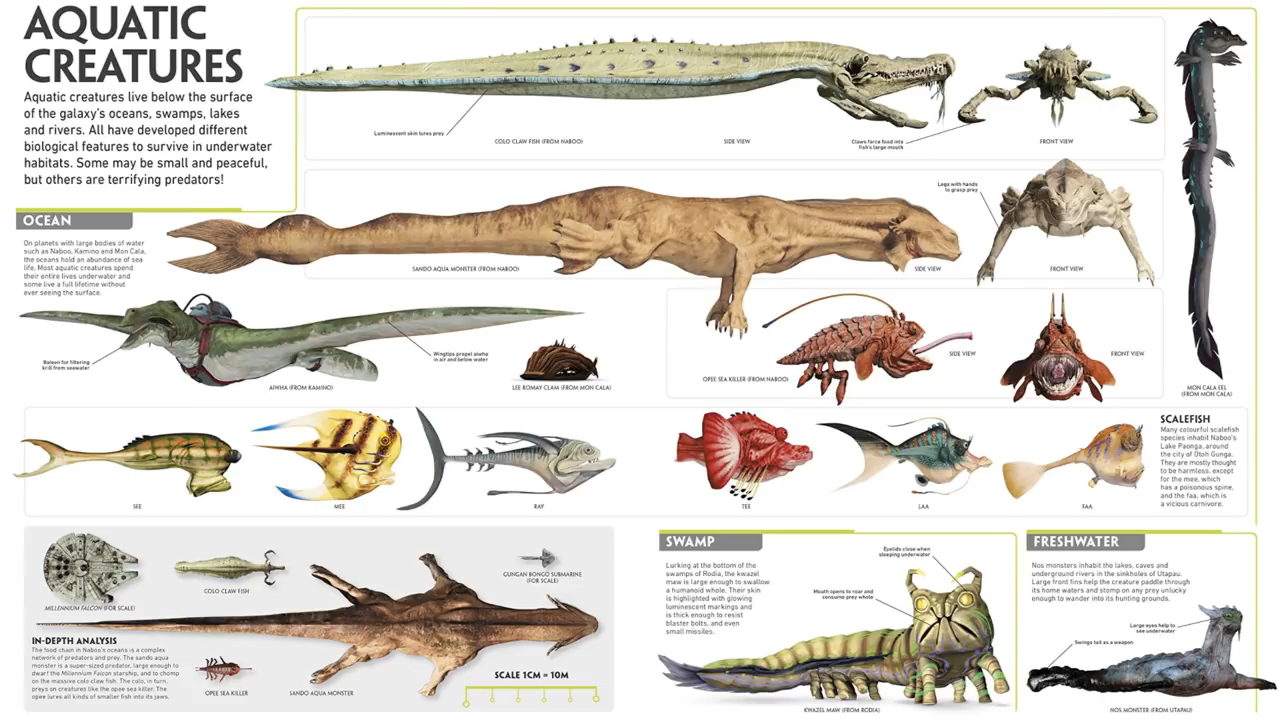 AQUATIC
CREATURES
Aquatic creatures live below the surface
of the galaxy's oceans, swamps, lakes
and rivers. All have developed different
biological features to survive in underwater
habitats. Some may be small and peaceful,
but others are terrifying predators!
Luminescent skin lures prey
COLO CLAW FISH (FROM NABOO)
SIDE VIEW
Claws force food into
fish's large mouth
FRONT VIEW
OCEAN
On planets with large bodies of water
such as Naboo, Kamino and Mon Cala,
the oceans hold an abundance of sea
life. Most aquatic creatures spend
their entire lives underwater and
some live a full lifetime without
ever seeing the surface.
Legs with hands
to grasp prey
SANDO AQUA MONSTER (FROM NABOO)
SIDE VIEW
FRONT VIEW
Baleen for filtering
krill from seawater
AIWHA (FROM KAMINO)
Wingtips propel aiwha
in air and below water
LEE ROMAY CLAM (FROM MON CALA)
OPEE SEA KILLER (FROM NABOO)
SIDE VIEW
FRONT VIEW
MON CALA EEL
(FROM MON CALA)
SEE
MEE
RAY
TEE
LAA
FAA
SCALEFISH
Many colourful scalefish
species inhabit Naboo's
Lake Paonga, around
the city of Otoh Gunga.
They are mostly thought
to be harmless, except
for the mee, which
has a poisonous spine,
and the faa, which is
a vicious carnivore.
MILLENNIUM FALCON (FOR SCALE)
COLO CLAW FISH
GUNGAN BONGO SUBMARINE
(FOR SCALE)
IN-DEPTH ANALYSIS
The food chain in Naboo's oceans is a complex
network of predators and prey. The sando aqua
monster is a super-sized predator, large enough to
dwarf the Millennium Falcon starship, and to chomp
on the massive colo claw fish. The colo, in turn,
preys on creatures like the opee sea killer. The
opee lures all kinds of smaller fish into its jaws.
OPEE SEA KILLER
SANDO AQUA MONSTER
SCALE 1CM = 10M
SWAMP
Lurking at the bottom of the
swamps of Rodia, the kwazel
maw is large enough to swallow
a humanoid whole. Their skin
is highlighted with glowing
luminescent markings and
is thick enough to resist
blaster bolts, and even
small missiles.
Eyelids close when
sleeping underwater
Mouth opens to roar and
consume prey whole
KWAZEL MAW (FROM RODIA)
FRESHWATER
Nos monsters inhabit the lakes, caves and
underground rivers in the sinkholes of Utapau.
Large front fins help the creature paddle through
its home waters and stomp on any prey unlucky
enough to wander into its hunting grounds.
Large eyes help to
see underwater
Swings tail as a weapon
NOS MONSTER (FROM UTAPAU)